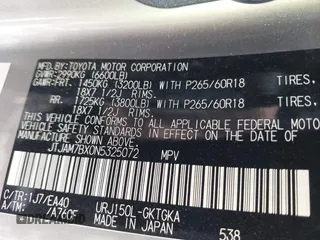 MFD. BY: TOYOTA MOTOR CORPORATION
GVWR: 2990KG (6600LB)
GAWR: FRT. 1450KG (3200LB) WITH P265/60R18 TIRES,
18X7 1/2J RIMS.
RR. 1725KG (3800LB) WITH P265/60R18 TIRES,
18X7 1/2J RIMS.
THIS VEHICLE CONFORMS TO ALL APPLICABLE FEDERAL MOTOR
VEHICLE SAFETY STANDARDS IN EFFECT ON THE DATE OF
MANUFACTURE SHOWN ABOVE.
JTJAM7BX0N5325072 MPV
C/TR: 1J7/EA40 URJ150L-GKTGKA
A/TM: /A760F MADE IN JAPAN 538